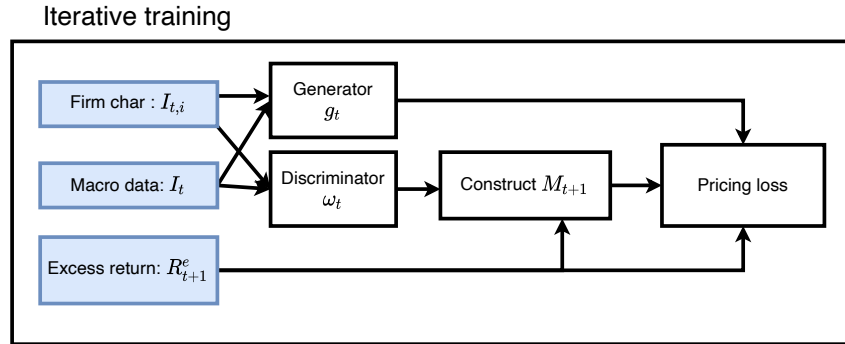 Iterative training
Firm char : I_{t,i}
Generator
g_t
Macro data: I_t
Discriminator
ω_t
Construct M_{t+1}
Pricing loss
Excess return: R^e_{t+1}